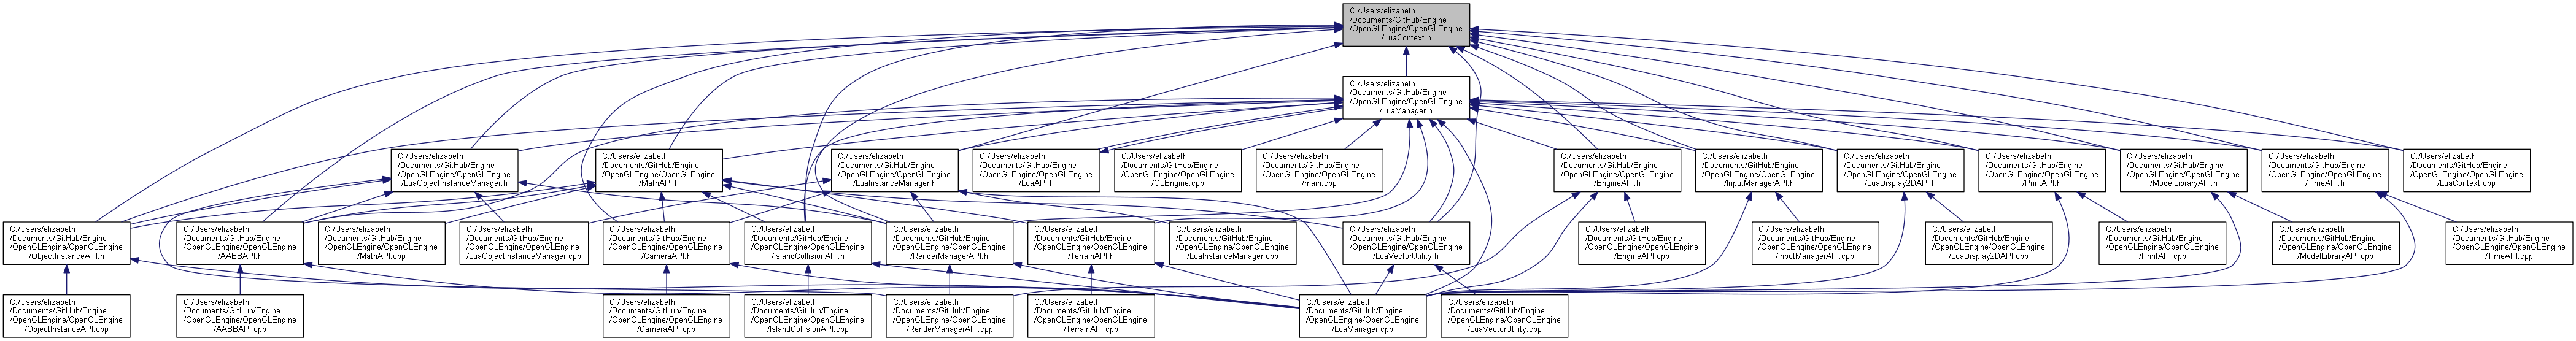 C:/Users/elizabeth
/Documents/GitHub/Engine
/OpenGLEngine/OpenGLEngine
/LuaContext.h
C:/Users/elizabeth
/Documents/GitHub/Engine
/OpenGLEngine/OpenGLEngine
/LuaManager.h
C:/Users/elizabeth
/Documents/GitHub/Engine
/OpenGLEngine/OpenGLEngine
/LuaObjectInstanceManager.h
C:/Users/elizabeth
/Documents/GitHub/Engine
/OpenGLEngine/OpenGLEngine
/MathAPI.h
C:/Users/elizabeth
/Documents/GitHub/Engine
/OpenGLEngine/OpenGLEngine
/LuaInstanceManager.h
C:/Users/elizabeth
/Documents/GitHub/Engine
/OpenGLEngine/OpenGLEngine
/LuaAPI.h
C:/Users/elizabeth
/Documents/GitHub/Engine
/OpenGLEngine/OpenGLEngine
/GLEngine.cpp
C:/Users/elizabeth
/Documents/GitHub/Engine
/OpenGLEngine/OpenGLEngine
/main.cpp
C:/Users/elizabeth
/Documents/GitHub/Engine
/OpenGLEngine/OpenGLEngine
/EngineAPI.h
C:/Users/elizabeth
/Documents/GitHub/Engine
/OpenGLEngine/OpenGLEngine
/InputManagerAPI.h
C:/Users/elizabeth
/Documents/GitHub/Engine
/OpenGLEngine/OpenGLEngine
/LuaDisplay2DAPI.h
C:/Users/elizabeth
/Documents/GitHub/Engine
/OpenGLEngine/OpenGLEngine
/PrintAPI.h
C:/Users/elizabeth
/Documents/GitHub/Engine
/OpenGLEngine/OpenGLEngine
/ModelLibraryAPI.h
C:/Users/elizabeth
/Documents/GitHub/Engine
/OpenGLEngine/OpenGLEngine
/TimeAPI.h
C:/Users/elizabeth
/Documents/GitHub/Engine
/OpenGLEngine/OpenGLEngine
/LuaContext.cpp
C:/Users/elizabeth
/Documents/GitHub/Engine
/OpenGLEngine/OpenGLEngine
/ObjectInstanceAPI.h
C:/Users/elizabeth
/Documents/GitHub/Engine
/OpenGLEngine/OpenGLEngine
/AABBAPI.h
C:/Users/elizabeth
/Documents/GitHub/Engine
/OpenGLEngine/OpenGLEngine
/MathAPI.cpp
C:/Users/elizabeth
/Documents/GitHub/Engine
/OpenGLEngine/OpenGLEngine
/LuaObjectInstanceManager.cpp
C:/Users/elizabeth
/Documents/GitHub/Engine
/OpenGLEngine/OpenGLEngine
/CameraAPI.h
C:/Users/elizabeth
/Documents/GitHub/Engine
/OpenGLEngine/OpenGLEngine
/IslandCollisionAPI.h
C:/Users/elizabeth
/Documents/GitHub/Engine
/OpenGLEngine/OpenGLEngine
/RenderManagerAPI.h
C:/Users/elizabeth
/Documents/GitHub/Engine
/OpenGLEngine/OpenGLEngine
/TerrainAPI.h
C:/Users/elizabeth
/Documents/GitHub/Engine
/OpenGLEngine/OpenGLEngine
/LuaInstanceManager.cpp
C:/Users/elizabeth
/Documents/GitHub/Engine
/OpenGLEngine/OpenGLEngine
/LuaVectorUtility.h
C:/Users/elizabeth
/Documents/GitHub/Engine
/OpenGLEngine/OpenGLEngine
/EngineAPI.cpp
C:/Users/elizabeth
/Documents/GitHub/Engine
/OpenGLEngine/OpenGLEngine
/InputManagerAPI.cpp
C:/Users/elizabeth
/Documents/GitHub/Engine
/OpenGLEngine/OpenGLEngine
/LuaDisplay2DAPI.cpp
C:/Users/elizabeth
/Documents/GitHub/Engine
/OpenGLEngine/OpenGLEngine
/PrintAPI.cpp
C:/Users/elizabeth
/Documents/GitHub/Engine
/OpenGLEngine/OpenGLEngine
/ModelLibraryAPI.cpp
C:/Users/elizabeth
/Documents/GitHub/Engine
/OpenGLEngine/OpenGLEngine
/TimeAPI.cpp
C:/Users/elizabeth
/Documents/GitHub/Engine
/OpenGLEngine/OpenGLEngine
/ObjectInstanceAPI.cpp
C:/Users/elizabeth
/Documents/GitHub/Engine
/OpenGLEngine/OpenGLEngine
/AABBAPI.cpp
C:/Users/elizabeth
/Documents/GitHub/Engine
/OpenGLEngine/OpenGLEngine
/CameraAPI.cpp
C:/Users/elizabeth
/Documents/GitHub/Engine
/OpenGLEngine/OpenGLEngine
/IslandCollisionAPI.cpp
C:/Users/elizabeth
/Documents/GitHub/Engine
/OpenGLEngine/OpenGLEngine
/RenderManagerAPI.cpp
C:/Users/elizabeth
/Documents/GitHub/Engine
/OpenGLEngine/OpenGLEngine
/TerrainAPI.cpp
C:/Users/elizabeth
/Documents/GitHub/Engine
/OpenGLEngine/OpenGLEngine
/LuaManager.cpp
C:/Users/elizabeth
/Documents/GitHub/Engine
/OpenGLEngine/OpenGLEngine
/LuaVectorUtility.cpp